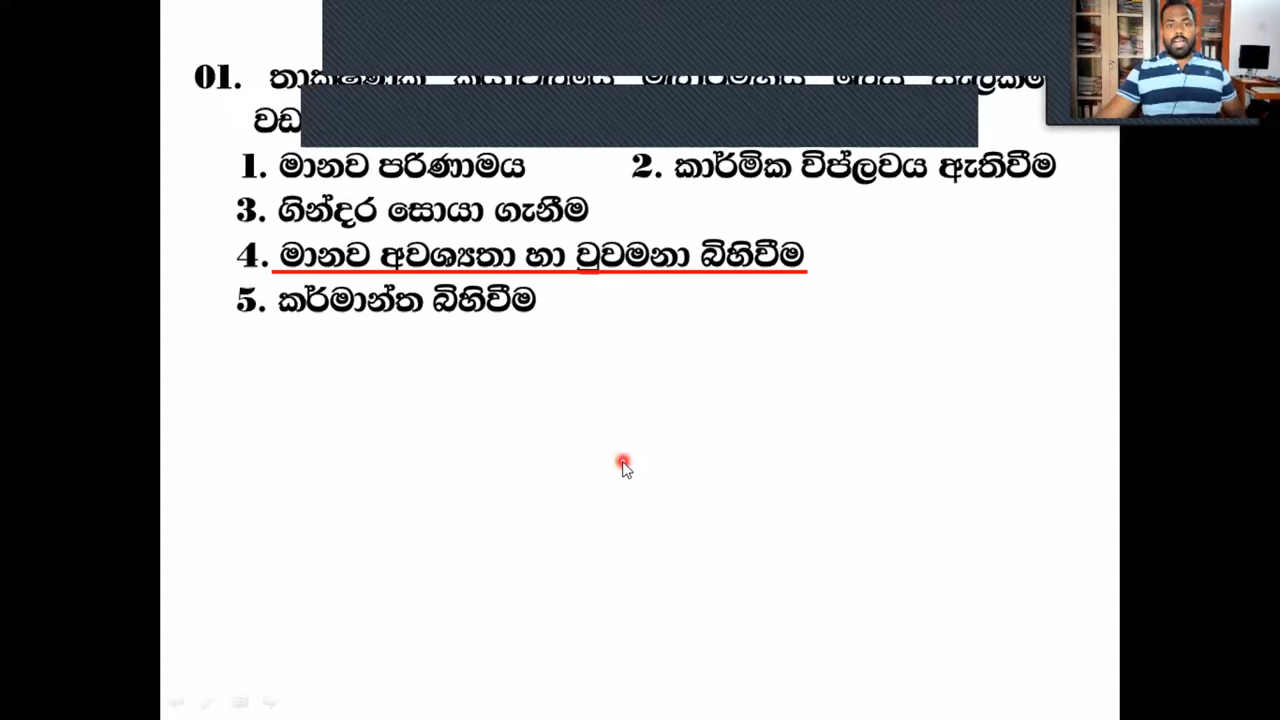 01.
1. මානව පරිණාමය 2. කාර්මික විප්ලවය ඇතිවීම
3. ගින්දර සොයා ගැනීම
4. මානව අවශ්‍යතා හා වුවමනා බිහිවීම
5. කර්මාන්ත බිහිවීම